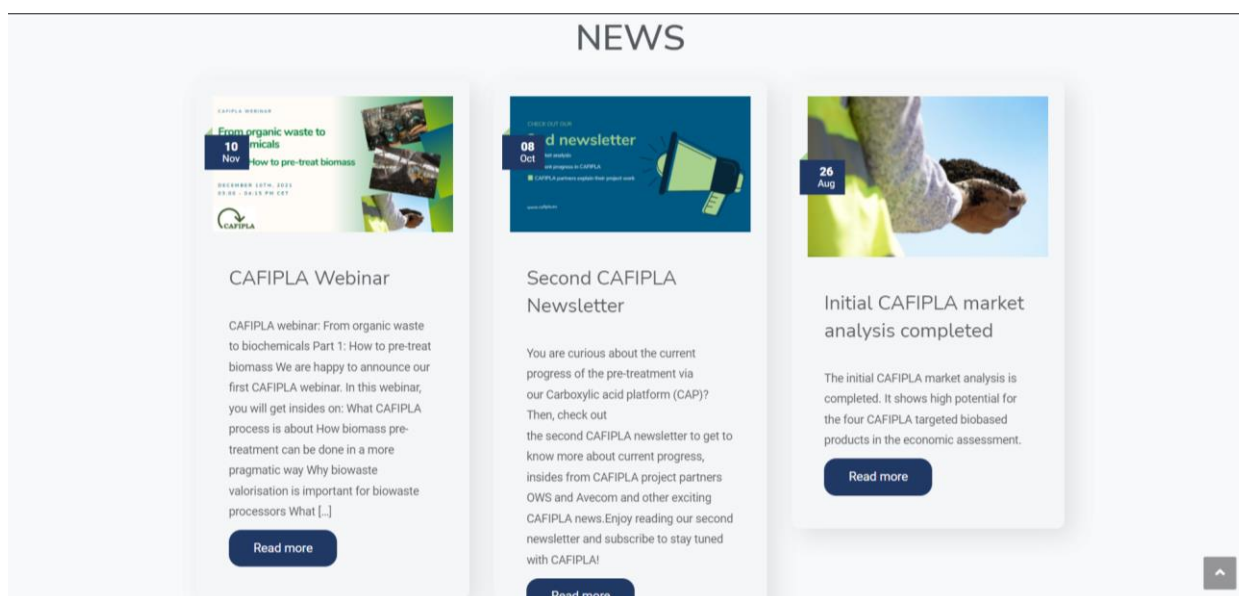 NEWS
CAFIPLA WEBINAR
From organic waste to
micals
How to pre-treat biomass
10
Nov
DECEMBER 10TH, 2021
CAFIPLA
CAFIPLA Webinar
CAFIPLA webinar: From organic waste
to biochemicals Part 1: How to pre-treat
biomass We are happy to announce our
first CAFIPLA webinar. In this webinar,
you will get insides on: What CAFIPLA
process is about How biomass pre-
treatment can be done in a more
pragmatic way Why biowaste
valorisation is important for biowaste
processors What [...]
Read more
CHECK OUT OUR
d newsletter
08
Oct
CAFIPLA partners explain their project work
www.cafipla.eu
Second CAFIPLA
Newsletter
You are curious about the current
progress of the pre-treatment via
our Carboxylic acid platform (CAP)?
Then, check out
the second CAFIPLA newsletter to get to
know more about current progress,
insides from CAFIPLA project partners
OWS and Avecom and other exciting
CAFIPLA news.Enjoy reading our second
newsletter and subscribe to stay tuned
with CAFIPLA!
Read more
26
Aug
Initial CAFIPLA market
analysis completed
The initial CAFIPLA market analysis is
completed. It shows high potential for
the four CAFIPLA targeted biobased
products in the economic assessment.
Read more